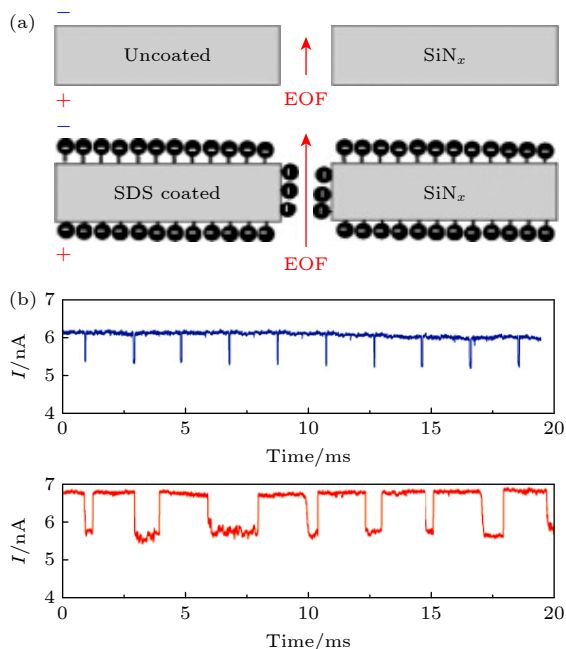 (a)
−
Uncoated
SiNₓ
+
EOF
−
SDS coated
SiNₓ
+
EOF
(b)
7
6
5
4
I/nA
0 5 10 15 20
Time/ms
7
6
5
4
I/nA
0 5 10 15 20
Time/ms